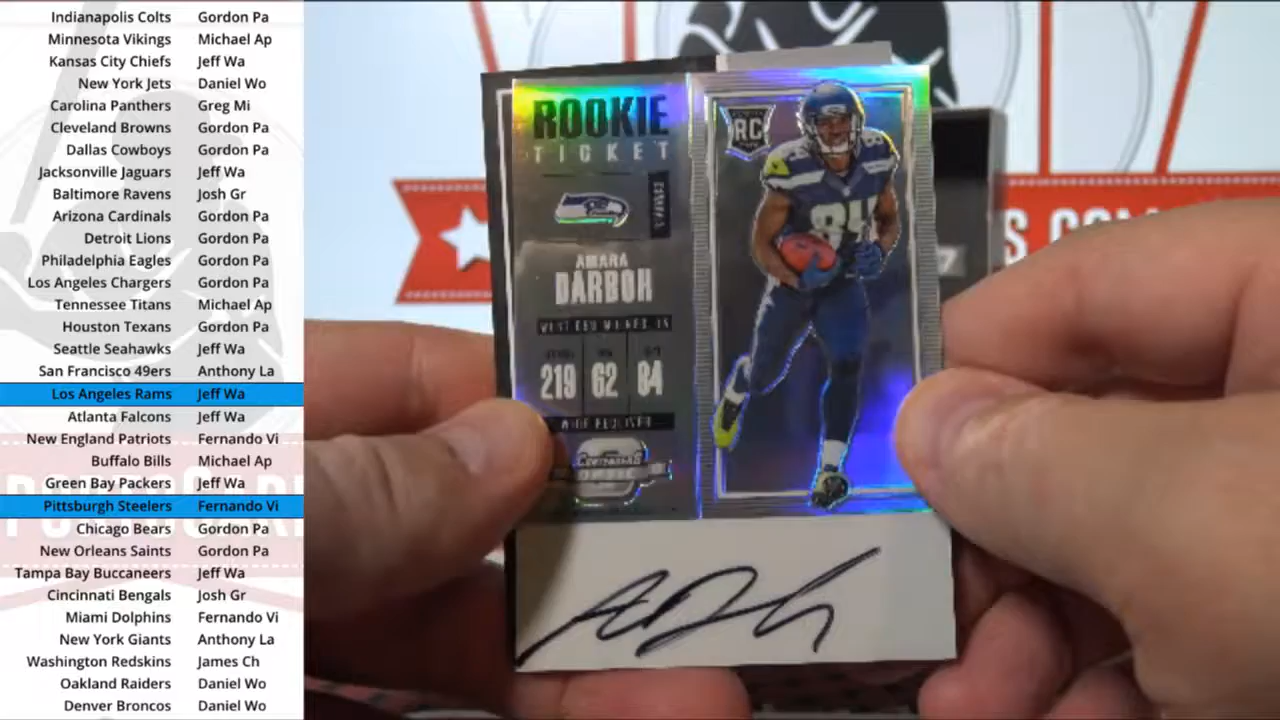 Indianapolis Colts Gordon Pa
Minnesota Vikings Michael Ap
Kansas City Chiefs Jeff Wa
New York Jets Daniel Wo
Carolina Panthers Greg Mi
Cleveland Browns Gordon Pa
Dallas Cowboys Gordon Pa
Jacksonville Jaguars Jeff Wa
Baltimore Ravens Josh Gr
Arizona Cardinals Gordon Pa
Detroit Lions Gordon Pa
Philadelphia Eagles Gordon Pa
Los Angeles Chargers Gordon Pa
Tennessee Titans Michael Ap
Houston Texans Gordon Pa
Seattle Seahawks Jeff Wa
San Francisco 49ers Anthony La
Los Angeles Rams Jeff Wa
Atlanta Falcons Jeff Wa
New England Patriots Fernando Vi
Buffalo Bills Michael Ap
Green Bay Packers Jeff Wa
Pittsburgh Steelers Fernando Vi
Chicago Bears Gordon Pa
New Orleans Saints Gordon Pa
Tampa Bay Buccaneers Jeff Wa
Cincinnati Bengals Josh Gr
Miami Dolphins Fernando Vi
New York Giants Anthony La
Washington Redskins James Ch
Oakland Raiders Daniel Wo
Denver Broncos Daniel Wo
ROOKIE
TICKET
RC
AMARA
DARBOH
219 62 84
WIDE RECEIVER
CONTENDERS
84
S.COM